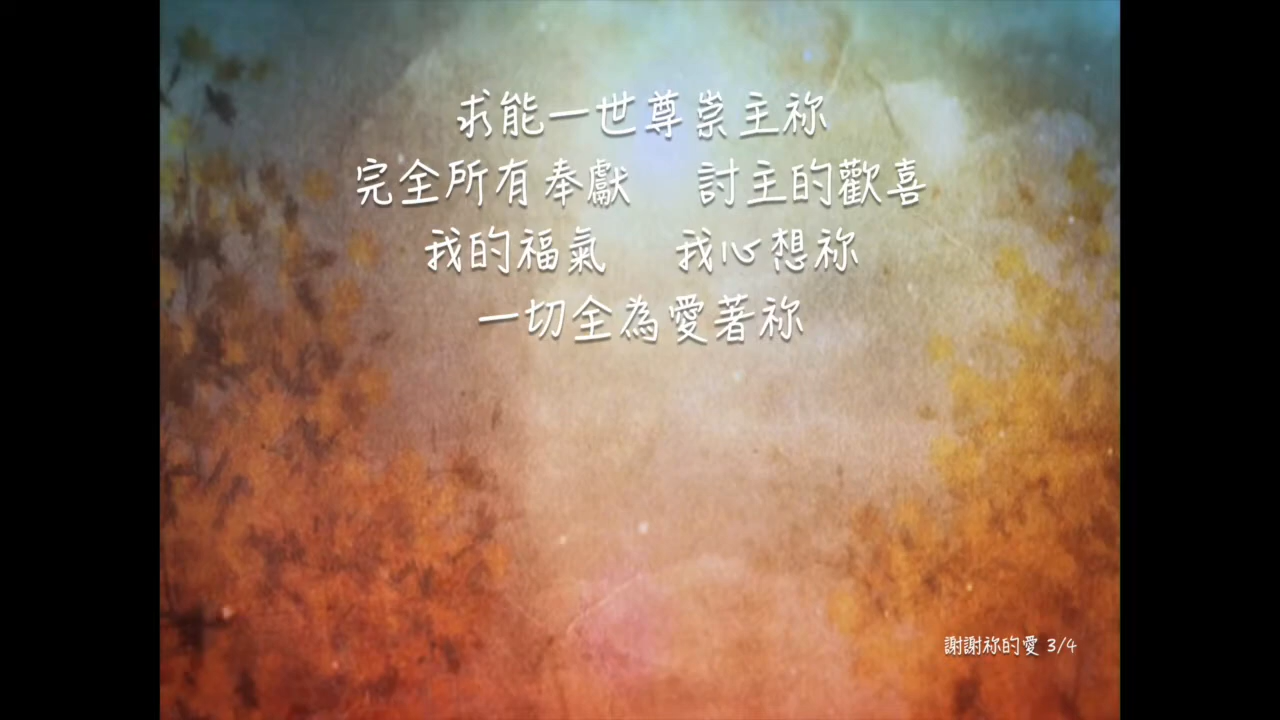 求能一世尊崇主祢
完全所有奉獻 討主的歡喜
我的福氣 我心想祢
一切全為愛著祢
謝謝祢的愛 3/4